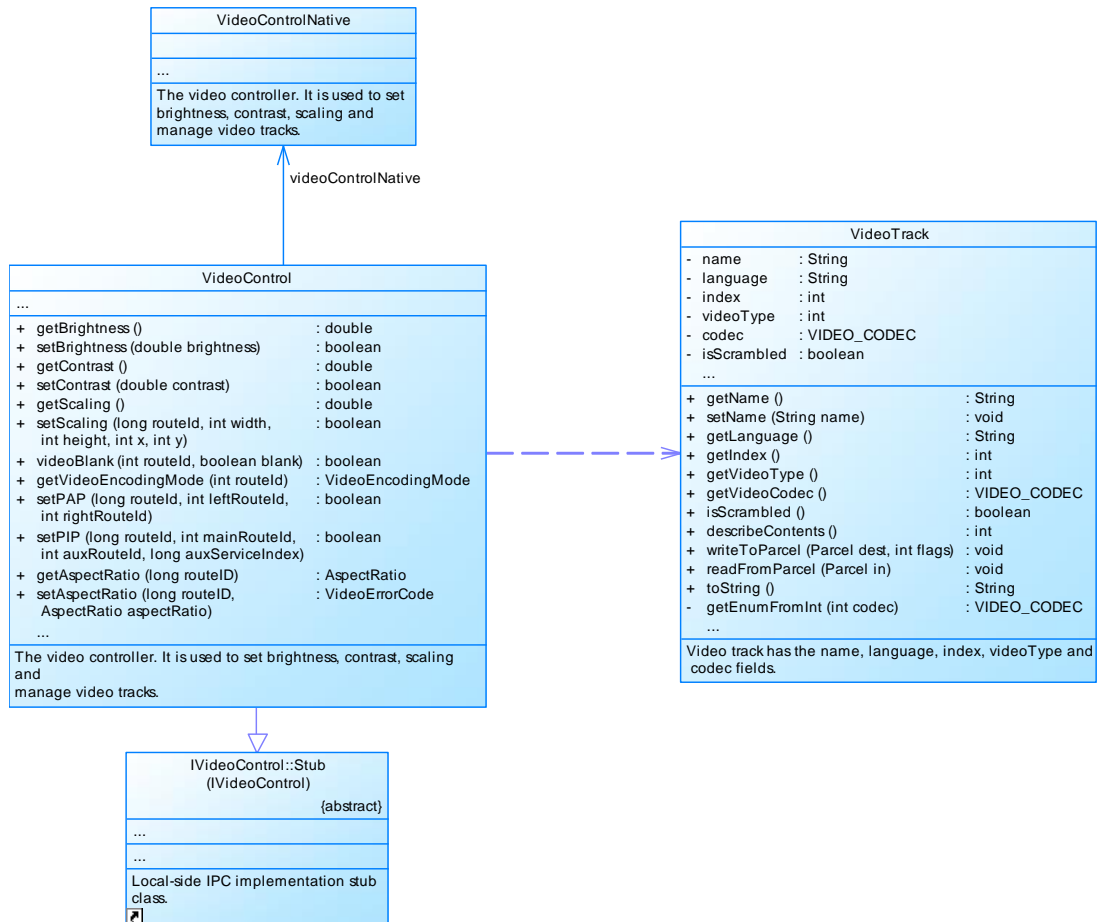 VideoControlNative
...
The video controller. It is used to set
brightness, contrast, scaling and
manage video tracks.
videoControlNative
VideoControl
...
+ getBrightness () : double
+ setBrightness (double brightness) : boolean
+ getContrast () : double
+ setContrast (double contrast) : boolean
+ getScaling () : double
+ setScaling (long routeId, int width, : boolean
int height, int x, int y)
+ videoBlank (int routeId, boolean blank) : boolean
+ getVideoEncodingMode (int routeId) : VideoEncodingMode
+ setPAP (long routeId, int leftRouteId, : boolean
int rightRouteId)
+ setPIP (long routeId, int mainRouteId, : boolean
int auxRouteId, long auxServiceIndex)
+ getAspectRatio (long routeID) : AspectRatio
+ setAspectRatio (long routeID, : VideoErrorCode
AspectRatio aspectRatio)
...
The video controller. It is used to set brightness, contrast, scaling
and
manage video tracks.
VideoTrack
- name : String
- language : String
- index : int
- videoType : int
- codec : VIDEO_CODEC
- isScrambled : boolean
...
+ getName () : String
+ setName (String name) : void
+ getLanguage () : String
+ getIndex () : int
+ getVideoType () : int
+ getVideoCodec () : VIDEO_CODEC
+ isScrambled () : boolean
+ describeContents () : int
+ writeToParcel (Parcel dest, int flags) : void
+ readFromParcel (Parcel in) : void
+ toString () : String
- getEnumFromInt (int codec) : VIDEO_CODEC
...
Video track has the name, language, index, videoType and
codec fields.
IVideoControl::Stub
(IVideoControl)
{abstract}
...
...
Local-side IPC implementation stub
class.